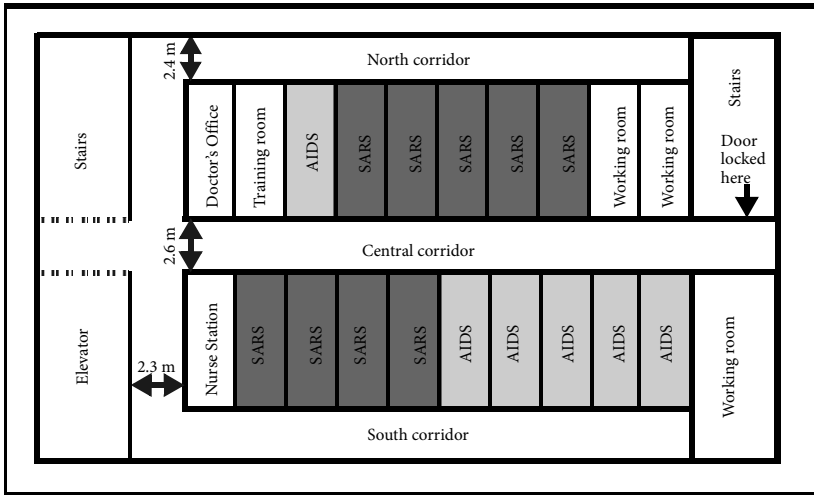 2.4 m
North corridor
Stairs
Doctor's Office
Training room
AIDS
SARS
SARS
SARS
SARS
SARS
Working room
Working room
Stairs
Door
locked
here
2.6 m
Central corridor
Elevator
2.3 m
Nurse Station
SARS
SARS
SARS
SARS
AIDS
AIDS
AIDS
AIDS
AIDS
Working room
South corridor